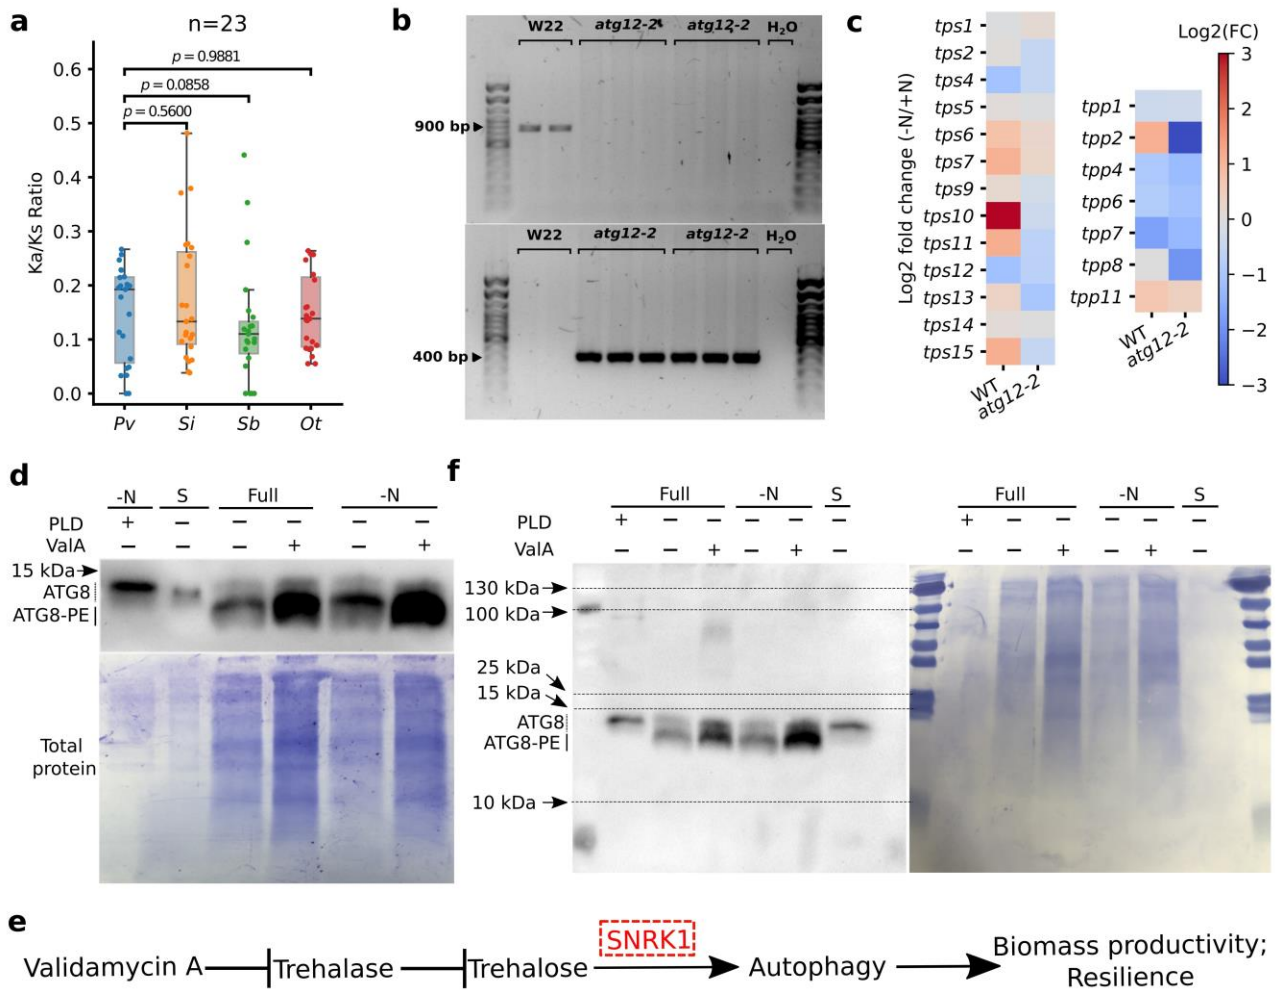 a
n=23
Ka/Ks Ratio
0.6
0.5
0.4
0.3
0.2
0.1
0.0
p = 0.9881
p = 0.0858
p = 0.5600
Pv Si Sb Ot
b
W22 atg12-2 atg12-2 H₂O
900 bp
W22 atg12-2 atg12-2 H₂O
400 bp
c
Log2 fold change (-N/+N)
tps1
tps2
tps4
tps5
tps6
tps7
tps9
tps10
tps11
tps12
tps13
tps14
tps15
WT atg12-2
tpp1
tpp2
tpp4
tpp6
tpp7
tpp8
tpp11
WT atg12-2
Log2(FC)
3
2
1
0
−1
−2
−3
d
-N S Full -N
PLD + − − − − −
ValA − − − + − +
15 kDa
ATG8
ATG8-PE
Total
protein
f
Full -N S
PLD + − − − − −
ValA − − + − + −
130 kDa
100 kDa
25 kDa
15 kDa
ATG8
ATG8-PE
10 kDa
Full -N S
+ − − − − −
− − + − + −
e
Validamycin A Trehalase Trehalose SNRK1 Autophagy Biomass productivity;
Resilience